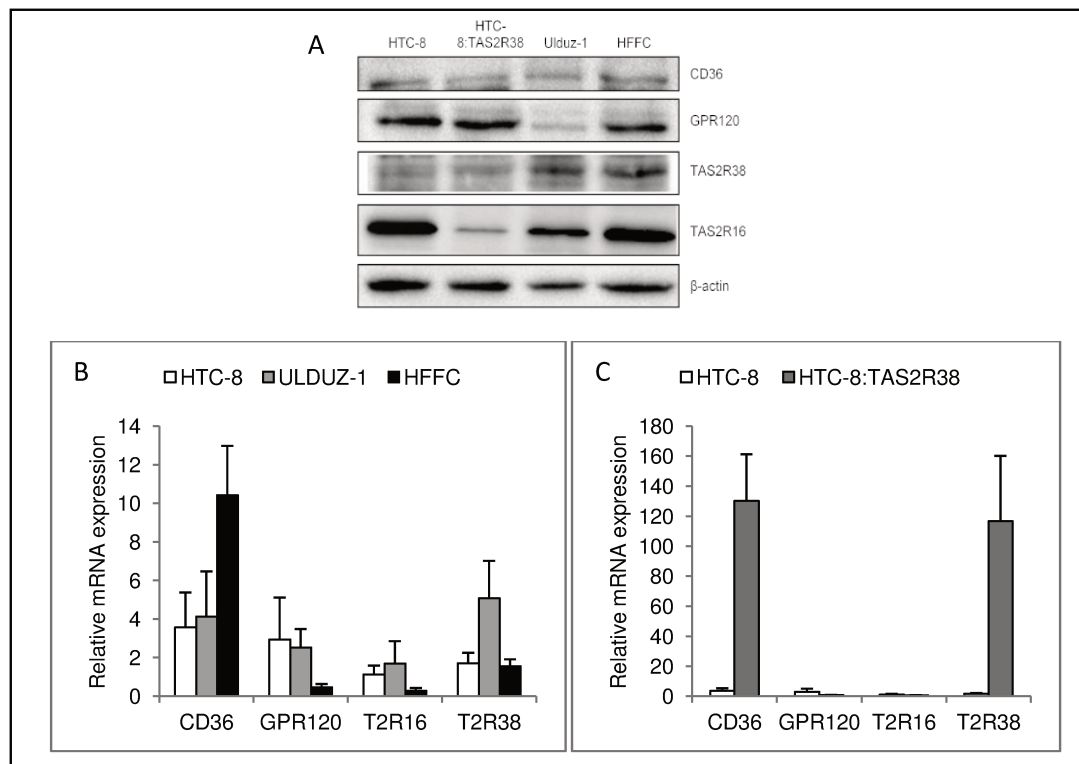 A
HTC-8
HTC-
8:TAS2R38
Ulduz-1
HFFC
CD36
GPR120
TAS2R38
TAS2R16
β-actin
B
HTC-8 ULDUZ-1 HFFC
Relative mRNA expression
14
12
10
8
6
4
2
0
CD36 GPR120 T2R16 T2R38
C
HTC-8 HTC-8:TAS2R38
Relative mRNA expression
180
160
140
120
100
80
60
40
20
0
CD36 GPR120 T2R16 T2R38